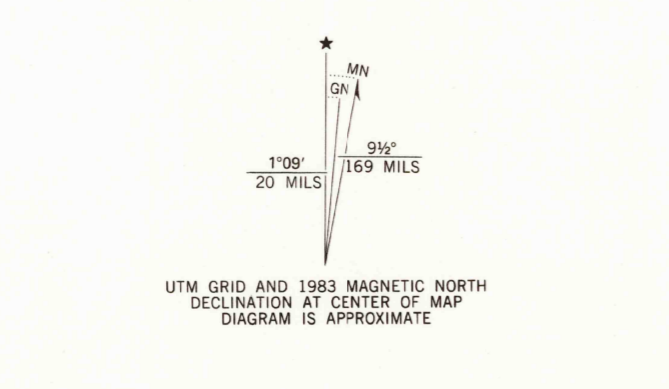 MN
GN
9½°
169 MILS
1°09′
20 MILS
UTM GRID AND 1983 MAGNETIC NORTH
DECLINATION AT CENTER OF MAP
DIAGRAM IS APPROXIMATE